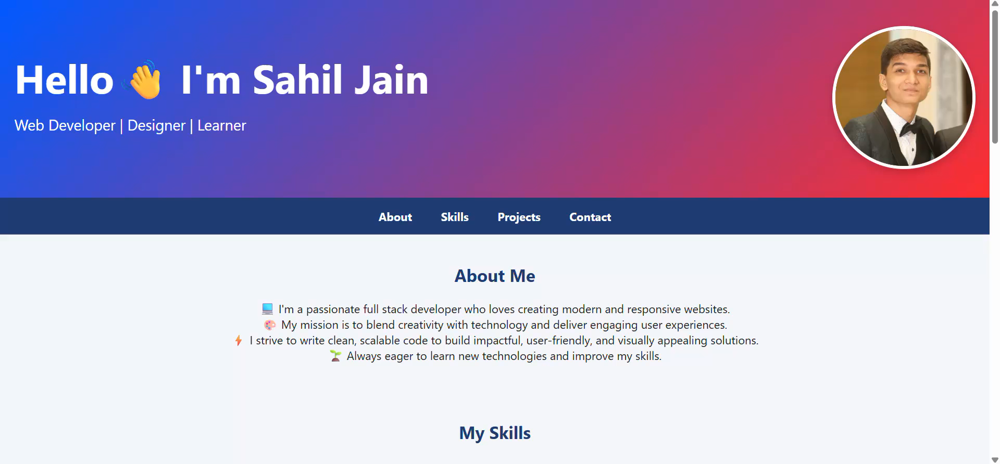 Hello 👋 I'm Sahil Jain
Web Developer | Designer | Learner
About Skills Projects Contact
About Me
💻 I'm a passionate full stack developer who loves creating modern and responsive websites.
🎨 My mission is to blend creativity with technology and deliver engaging user experiences.
⚡ I strive to write clean, scalable code to build impactful, user-friendly, and visually appealing solutions.
🌱 Always eager to learn new technologies and improve my skills.
My Skills